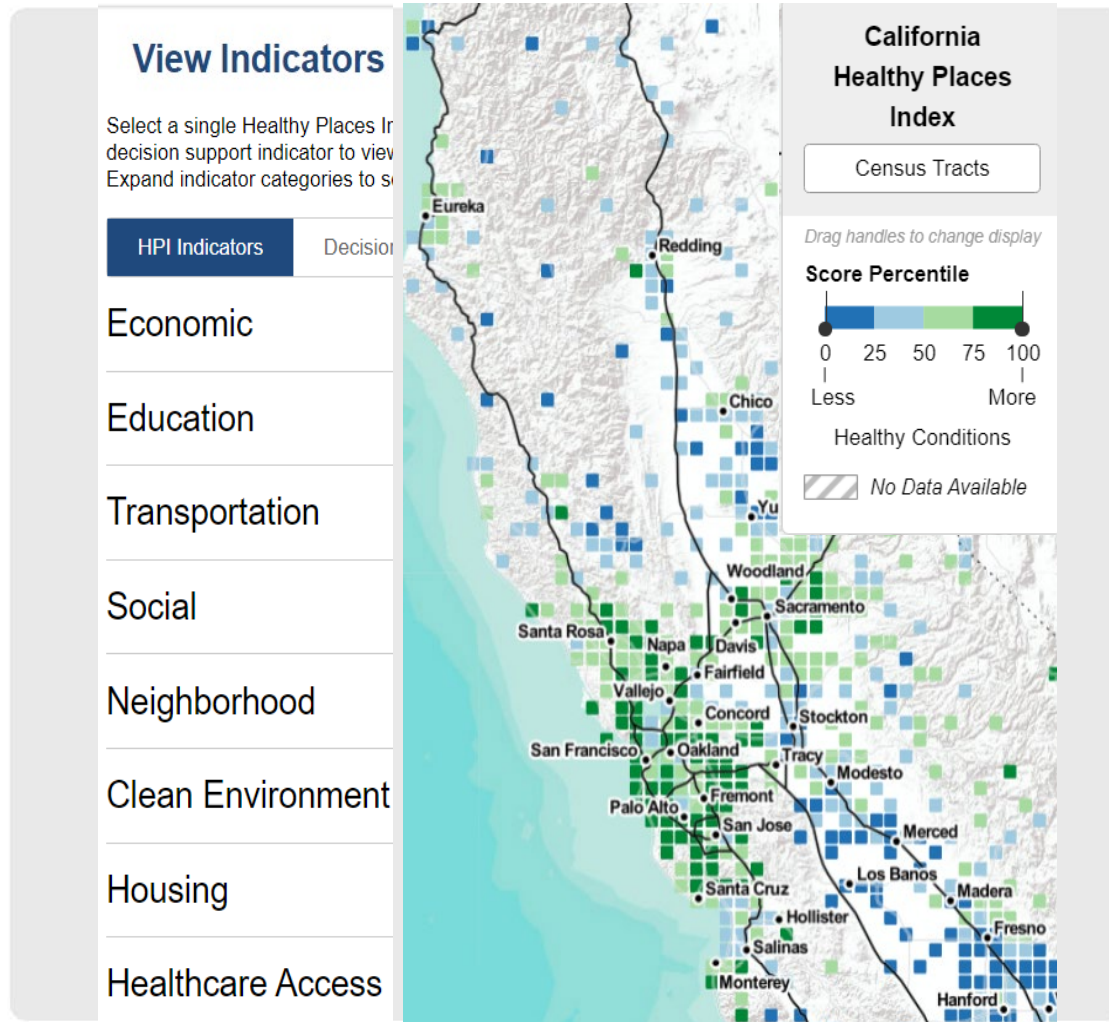 View Indicators
Select a single Healthy Places
decision support indicator to
Expand indicator categories to
HPI Indicators
Economic
Education
Transportation
Social
Neighborhood
Clean Environment
Housing
Healthcare Access
Eureka
Redding
Chico
Yu
Woodland
Sacramento
Santa Rosa
Napa
Davis
Fairfield
Vallejo
Concord
Stockton
San Francisco
Oakland
Tracy
Modesto
Palo Alto
Fremont
San Jose
Merced
Los Banos
Santa Cruz
Madera
Hollister
Fresno
Salinas
Monterey
Hanford
California
Healthy Places
Index
Census Tracts
Drag handles to change display
Score Percentile
0 25 50 75 100
Less More
Healthy Conditions
No Data Available